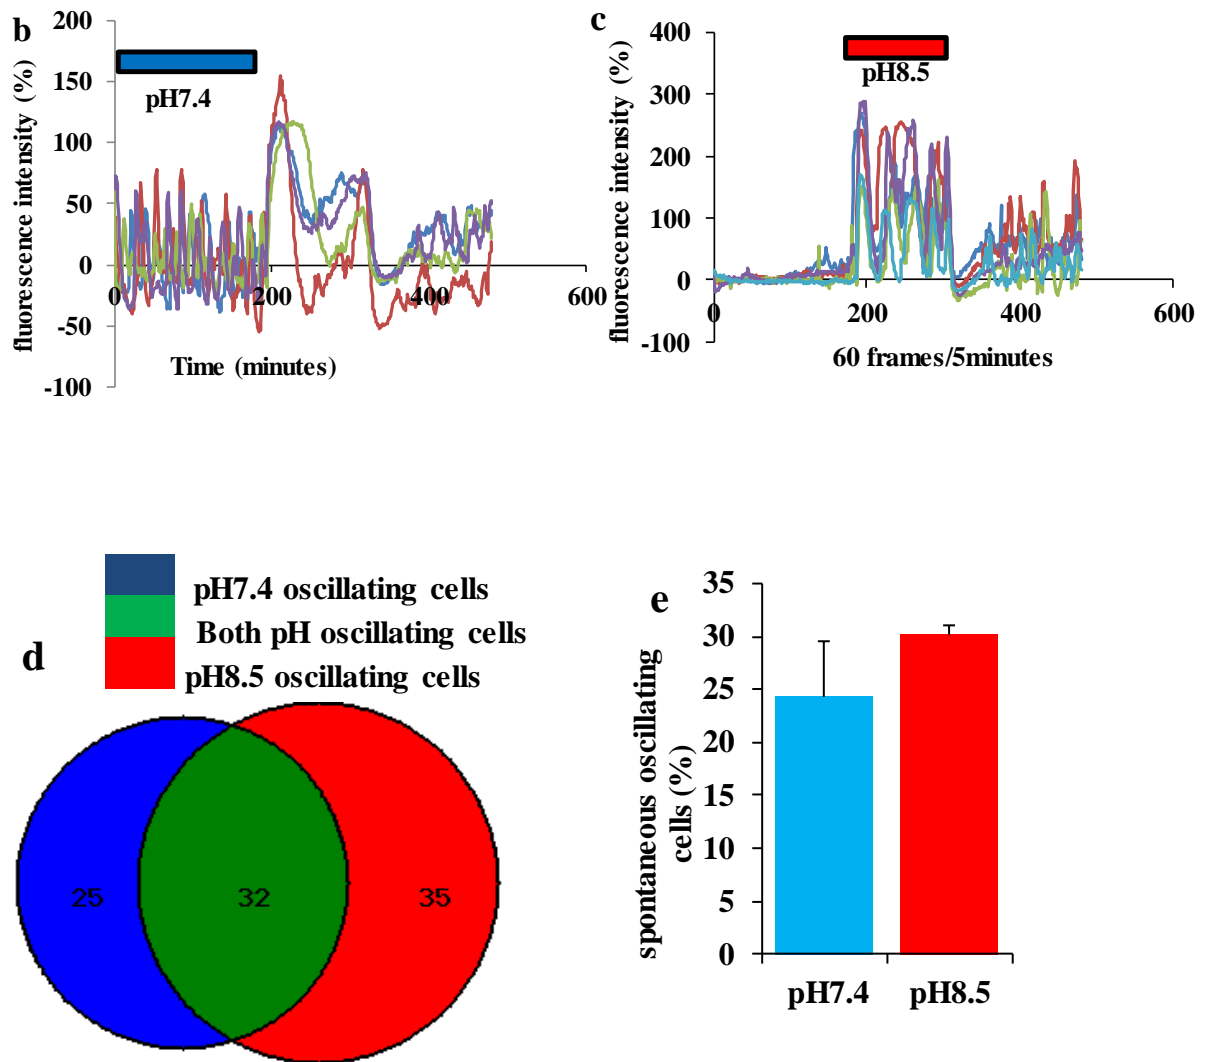 b
fluorescence intensity (%)
200
150
100
50
0
-50
-100
pH7.4
0
200
400
600
Time (minutes)
c
fluorescence intensity (%)
400
300
200
100
0
-100
pH8.5
0
200
400
600
60 frames/5minutes
d
pH7.4 oscillating cells
Both pH oscillating cells
pH8.5 oscillating cells
25
32
35
e
spontaneous oscillating
cells (%)
35
30
25
20
15
10
5
0
pH7.4
pH8.5